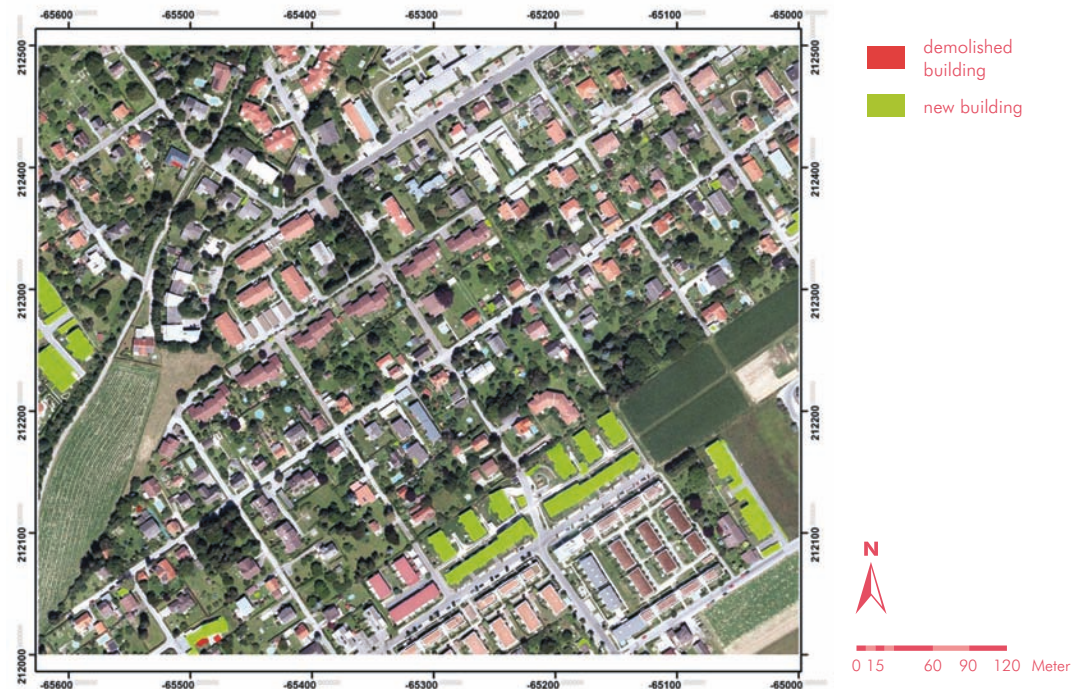 -65600 -65500 -65400 -65300 -65200 -65100 -65000
212500 212500
212400 212400
212300 212300
212200 212200
212100 212100
212000 212000
-65600 -65500 -65400 -65300 -65200 -65100 -65000
demolished
building
new building
N
0 15 60 90 120 Meter